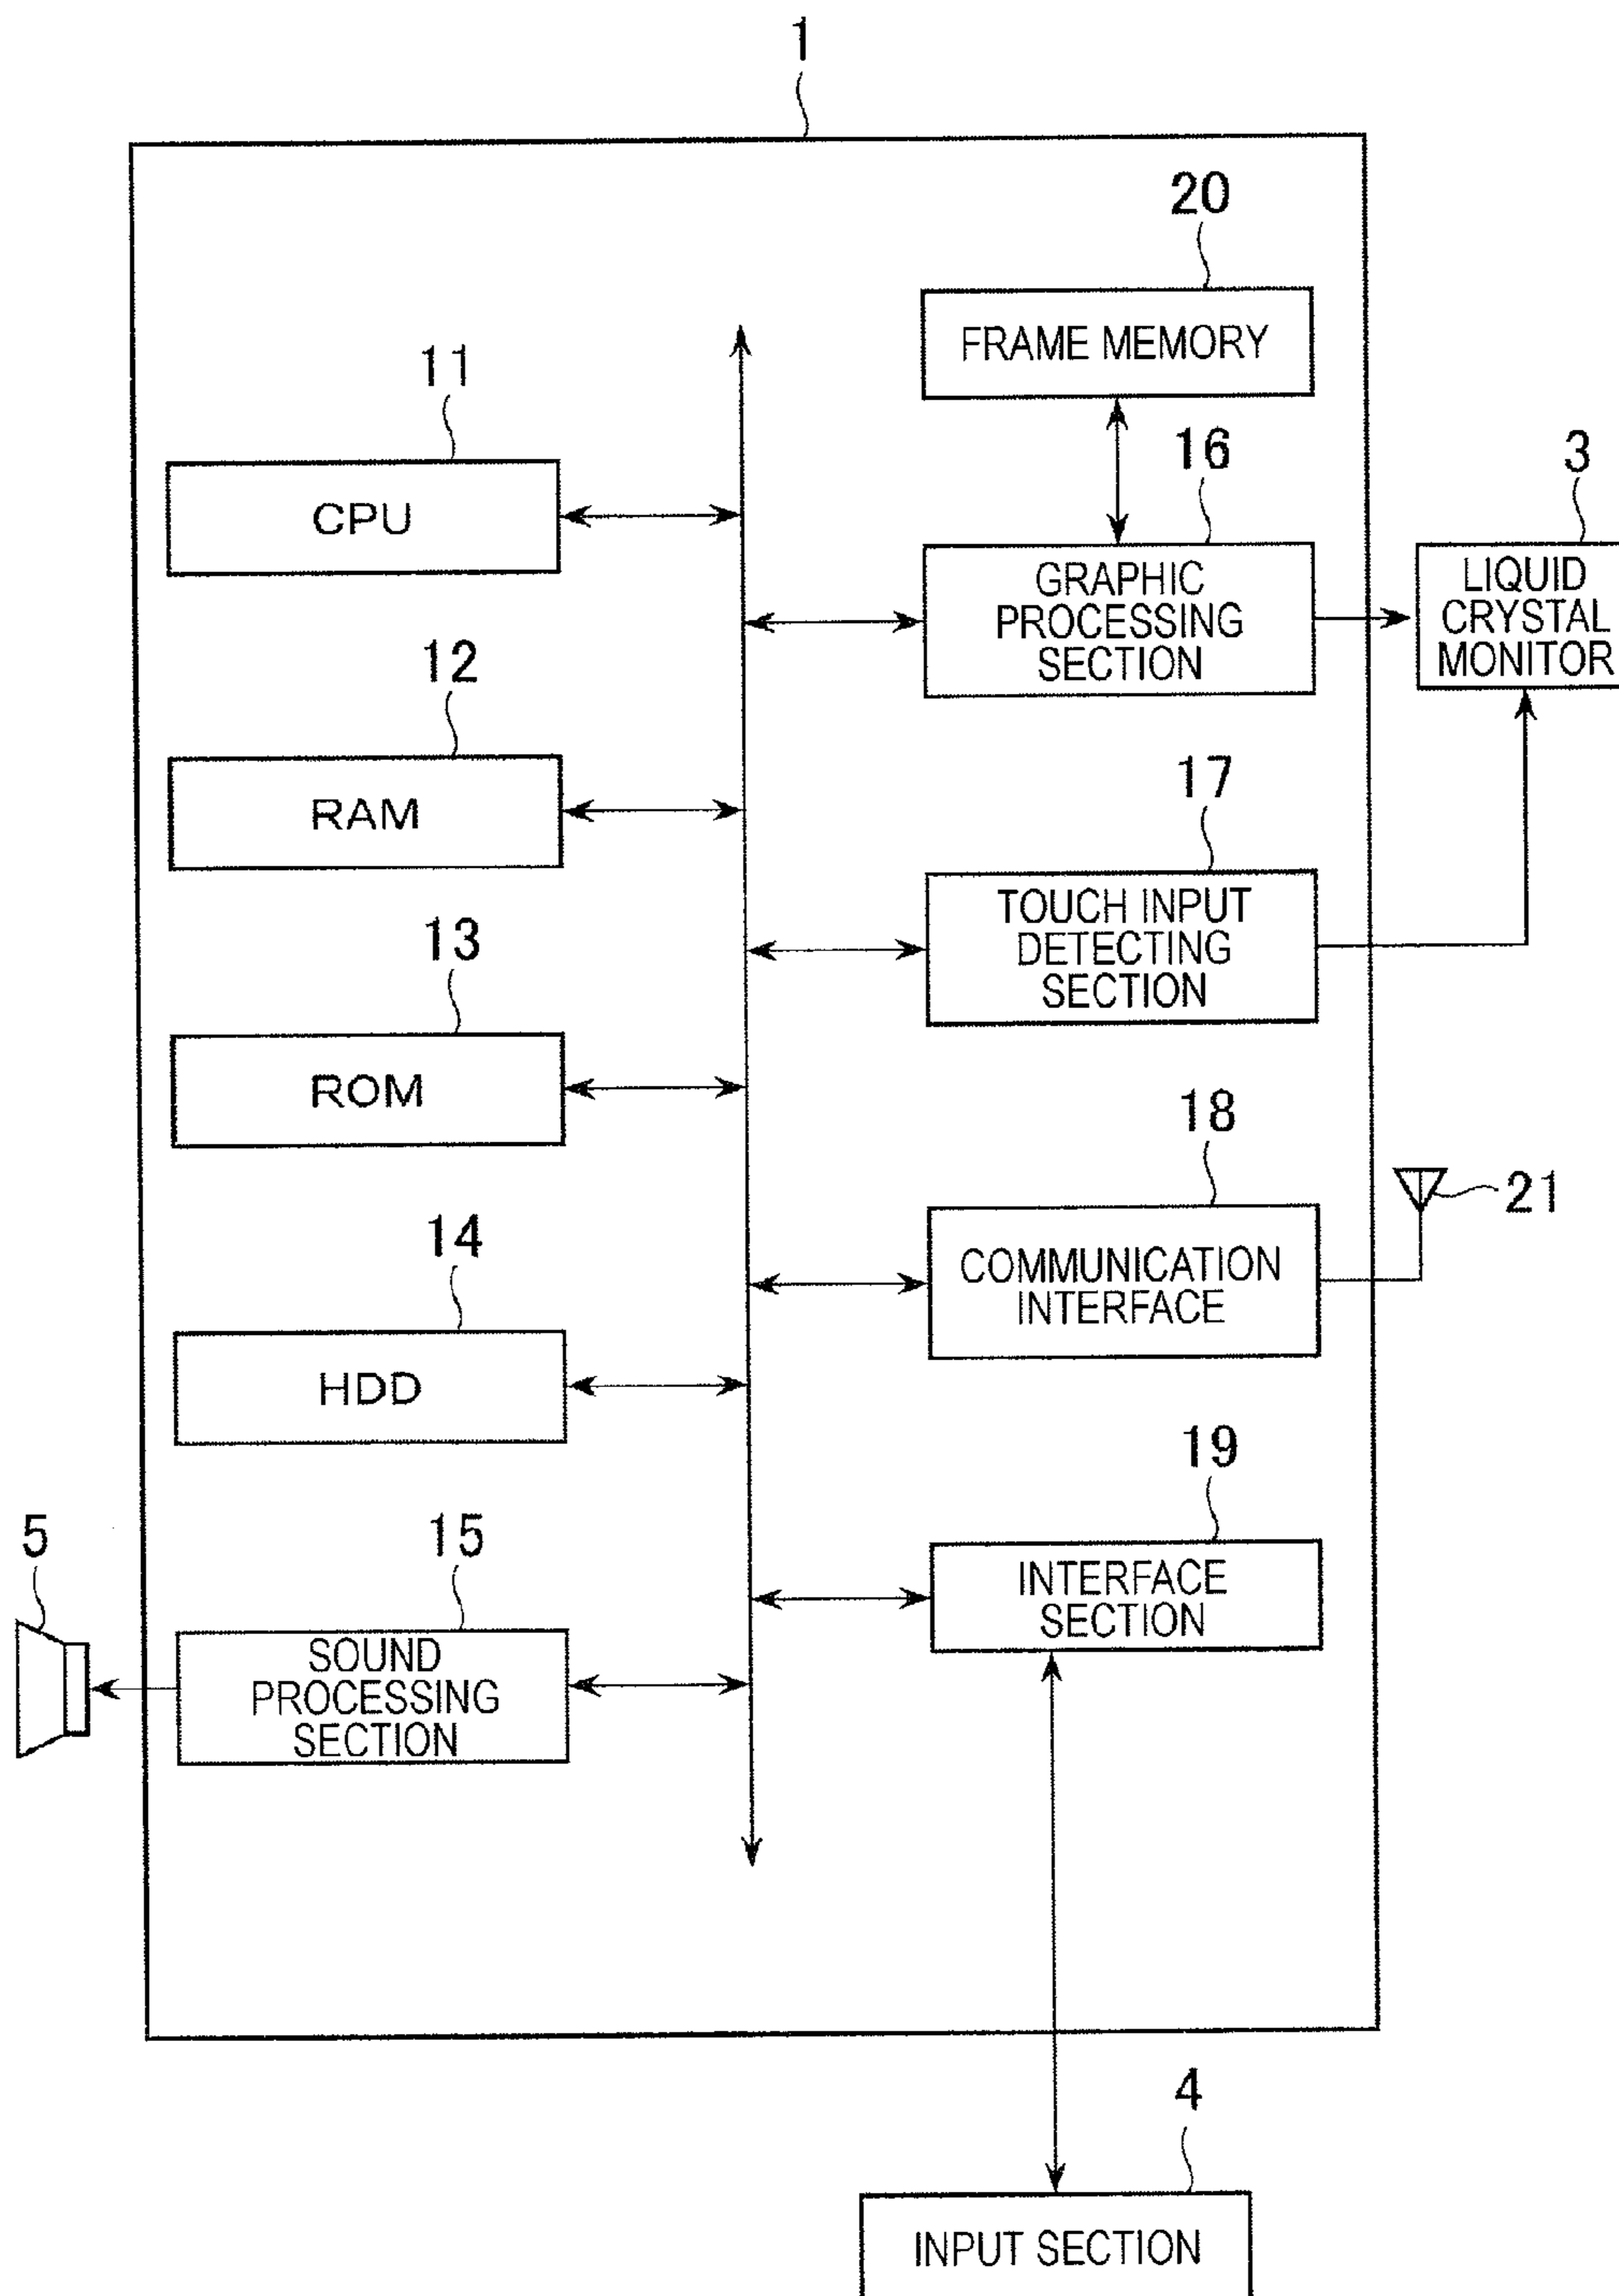 1
20
FRAME MEMORY
11
CPU
16
GRAPHIC
PROCESSING
SECTION
3
LIQUID
CRYSTAL
MONITOR
12
RAM
17
TOUCH INPUT
DETECTING
SECTION
13
ROM
18
COMMUNICATION
INTERFACE
21
14
HDD
19
INTERFACE
SECTION
5
15
SOUND
PROCESSING
SECTION
4
INPUT SECTION